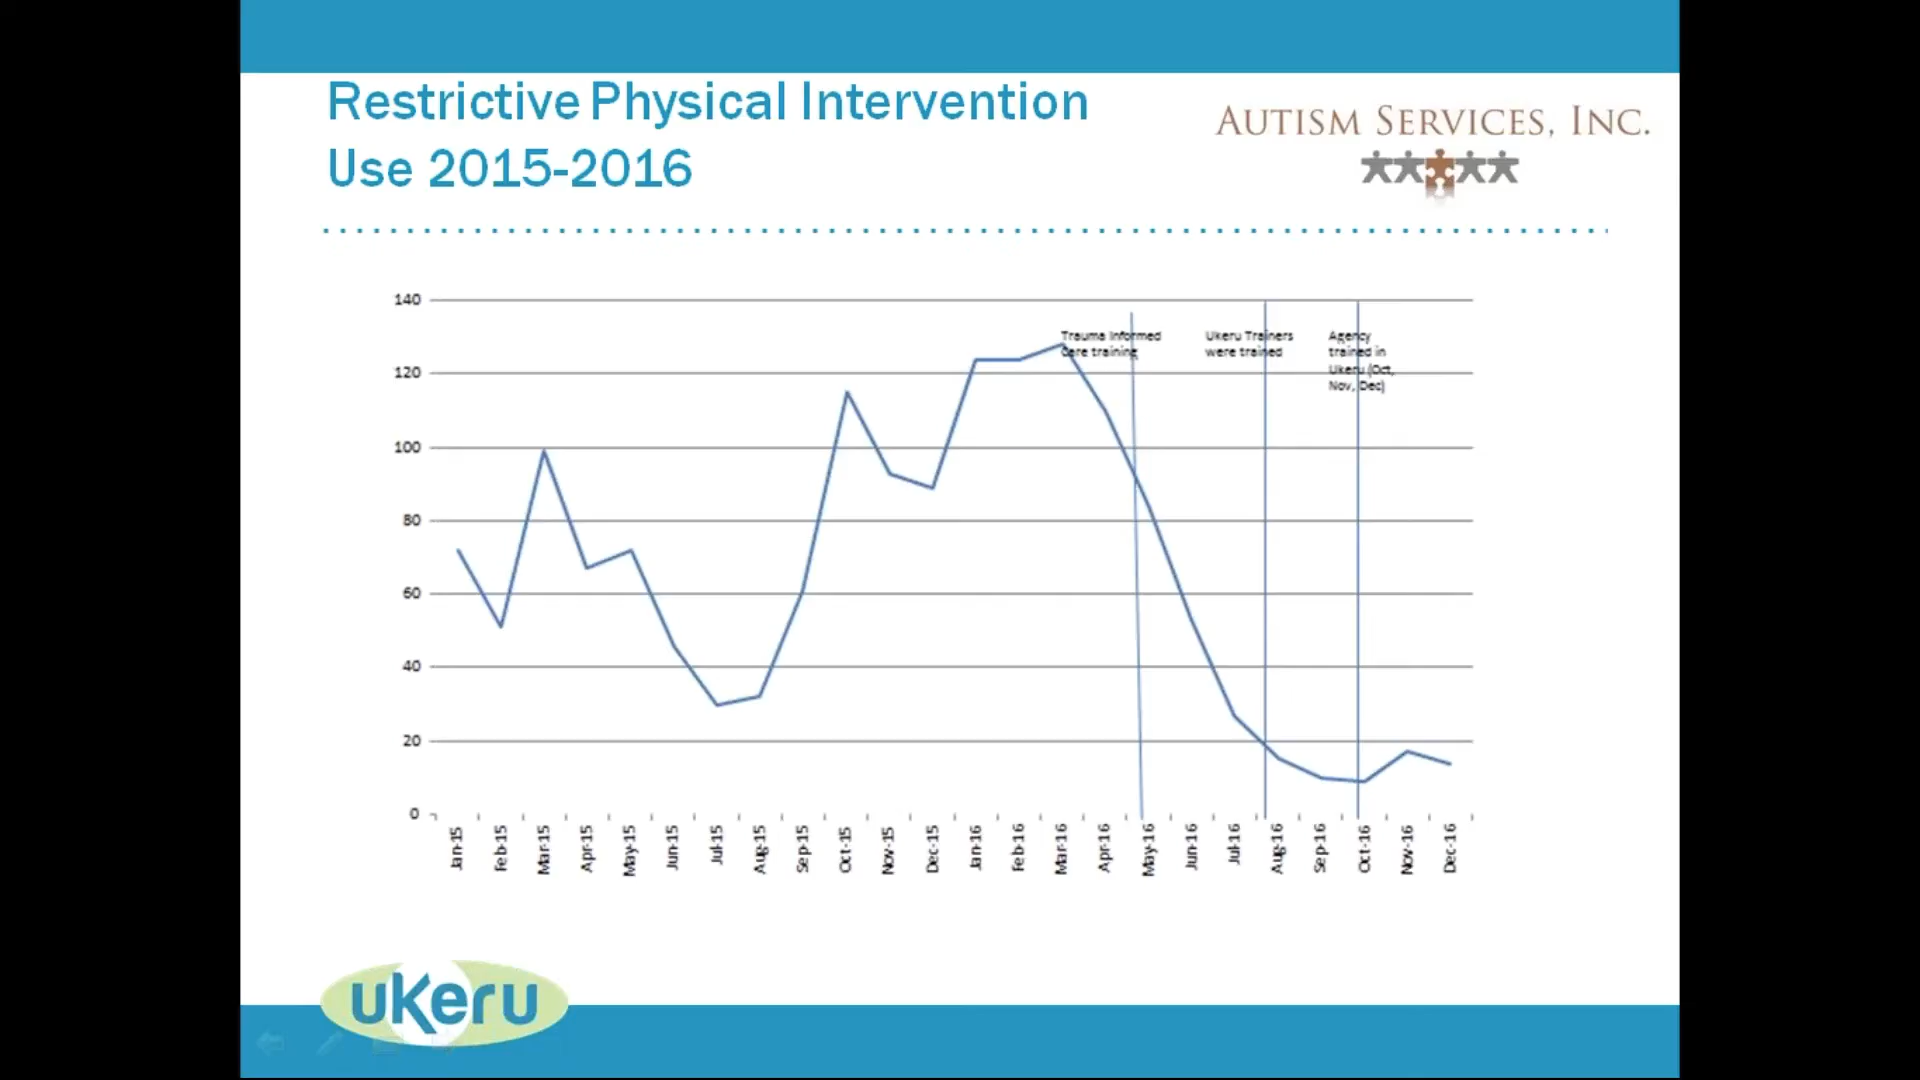 Restrictive Physical Intervention
Use 2015-2016
AUTISM SERVICES, INC.
140
120
100
80
60
40
20
0
Trauma Informed
Care training
Ukeru Trainers
were trained
Agency
trained in
Ukeru (Oct,
Nov, Dec)
Jan-15
Feb-15
Mar-15
Apr-15
May-15
Jun-15
Jul-15
Aug-15
Sep-15
Oct-15
Nov-15
Dec-15
Jan-16
Feb-16
Mar-16
Apr-16
May-16
Jun-16
Jul-16
Aug-16
Sep-16
Oct-16
Nov-16
Dec-16
uKeru